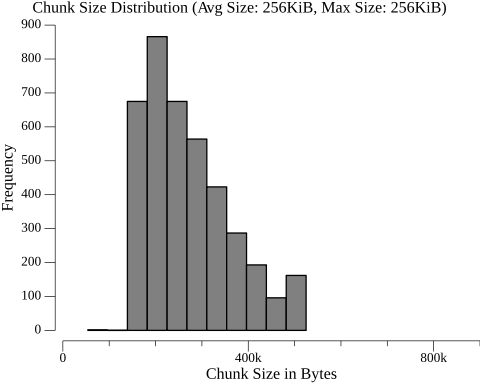 Chunk Size Distribution (Avg Size: 256KiB, Max Size: 256KiB)
900
800
700
600
500
400
300
200
100
0
Frequency
0
400k
800k
Chunk Size in Bytes